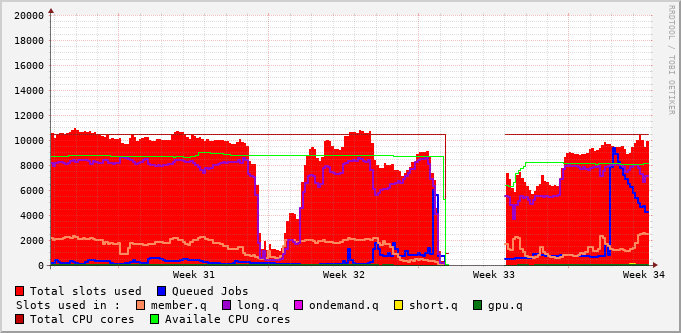 RRDTOOL / TOBI OETIKER
20000
18000
16000
14000
12000
10000
8000
6000
4000
2000
0
Week 31 Week 32 Week 33 Week 34
Total slots used Queued Jobs
Slots used in : member.q long.q ondemand.q short.q gpu.q
Total CPU cores Availale CPU cores